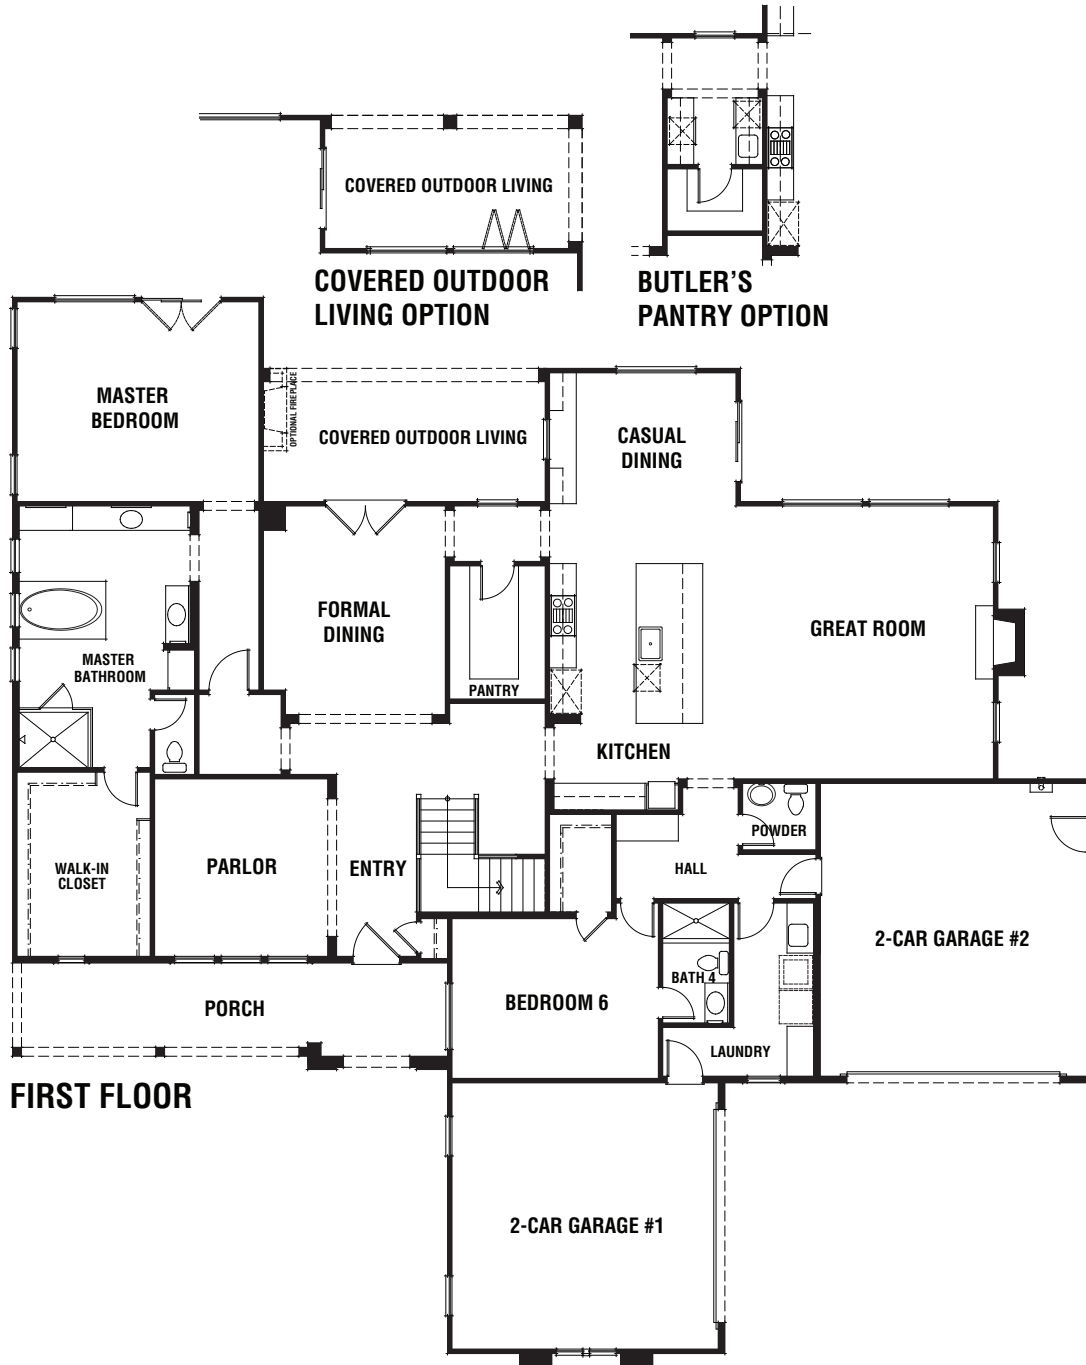 COVERED OUTDOOR LIVING
COVERED OUTDOOR
LIVING OPTION
BUTLER'S
PANTRY OPTION
MASTER
BEDROOM
OPTIONAL FIREPLACE
COVERED OUTDOOR LIVING
CASUAL
DINING
FORMAL
DINING
GREAT ROOM
MASTER
BATHROOM
PANTRY
KITCHEN
POWDER
PARLOR
ENTRY
WALK-IN
CLOSET
HALL
2-CAR GARAGE #2
BATH 4
BEDROOM 6
PORCH
LAUNDRY
FIRST FLOOR
2-CAR GARAGE #1